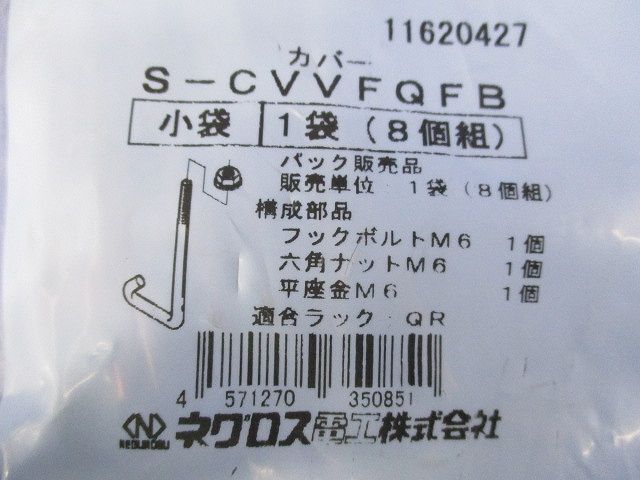 11620427
カバー
S-CVVFQFB
小袋 1袋(8個組)
パック販売品
販売単位 1袋(8個組)
構成部品
フックボルトM6 1個
六角ナットM6 1個
平座金M6 1個
適合ラック:QR
4 571270 350851
ネグロス電工株式会社